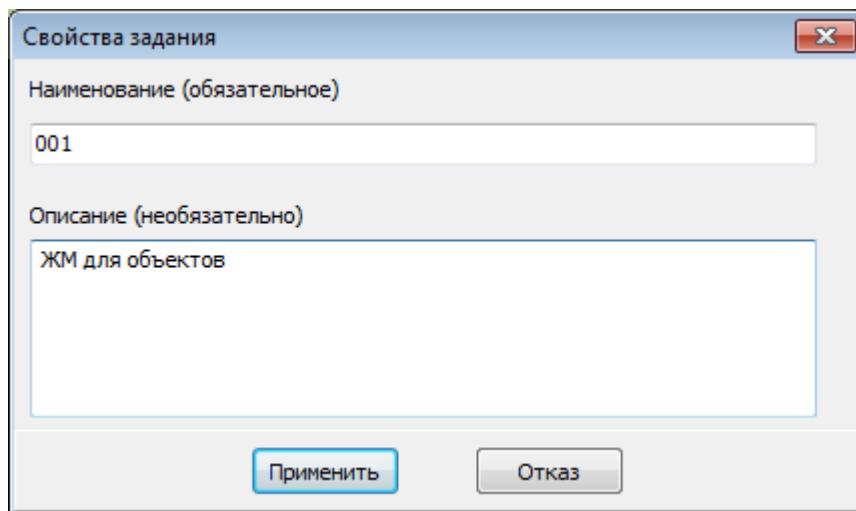 Свойства задания
Наименование (обязательное)
001
Описание (необязательно)
ЖМ для объектов
Применить
Отказ